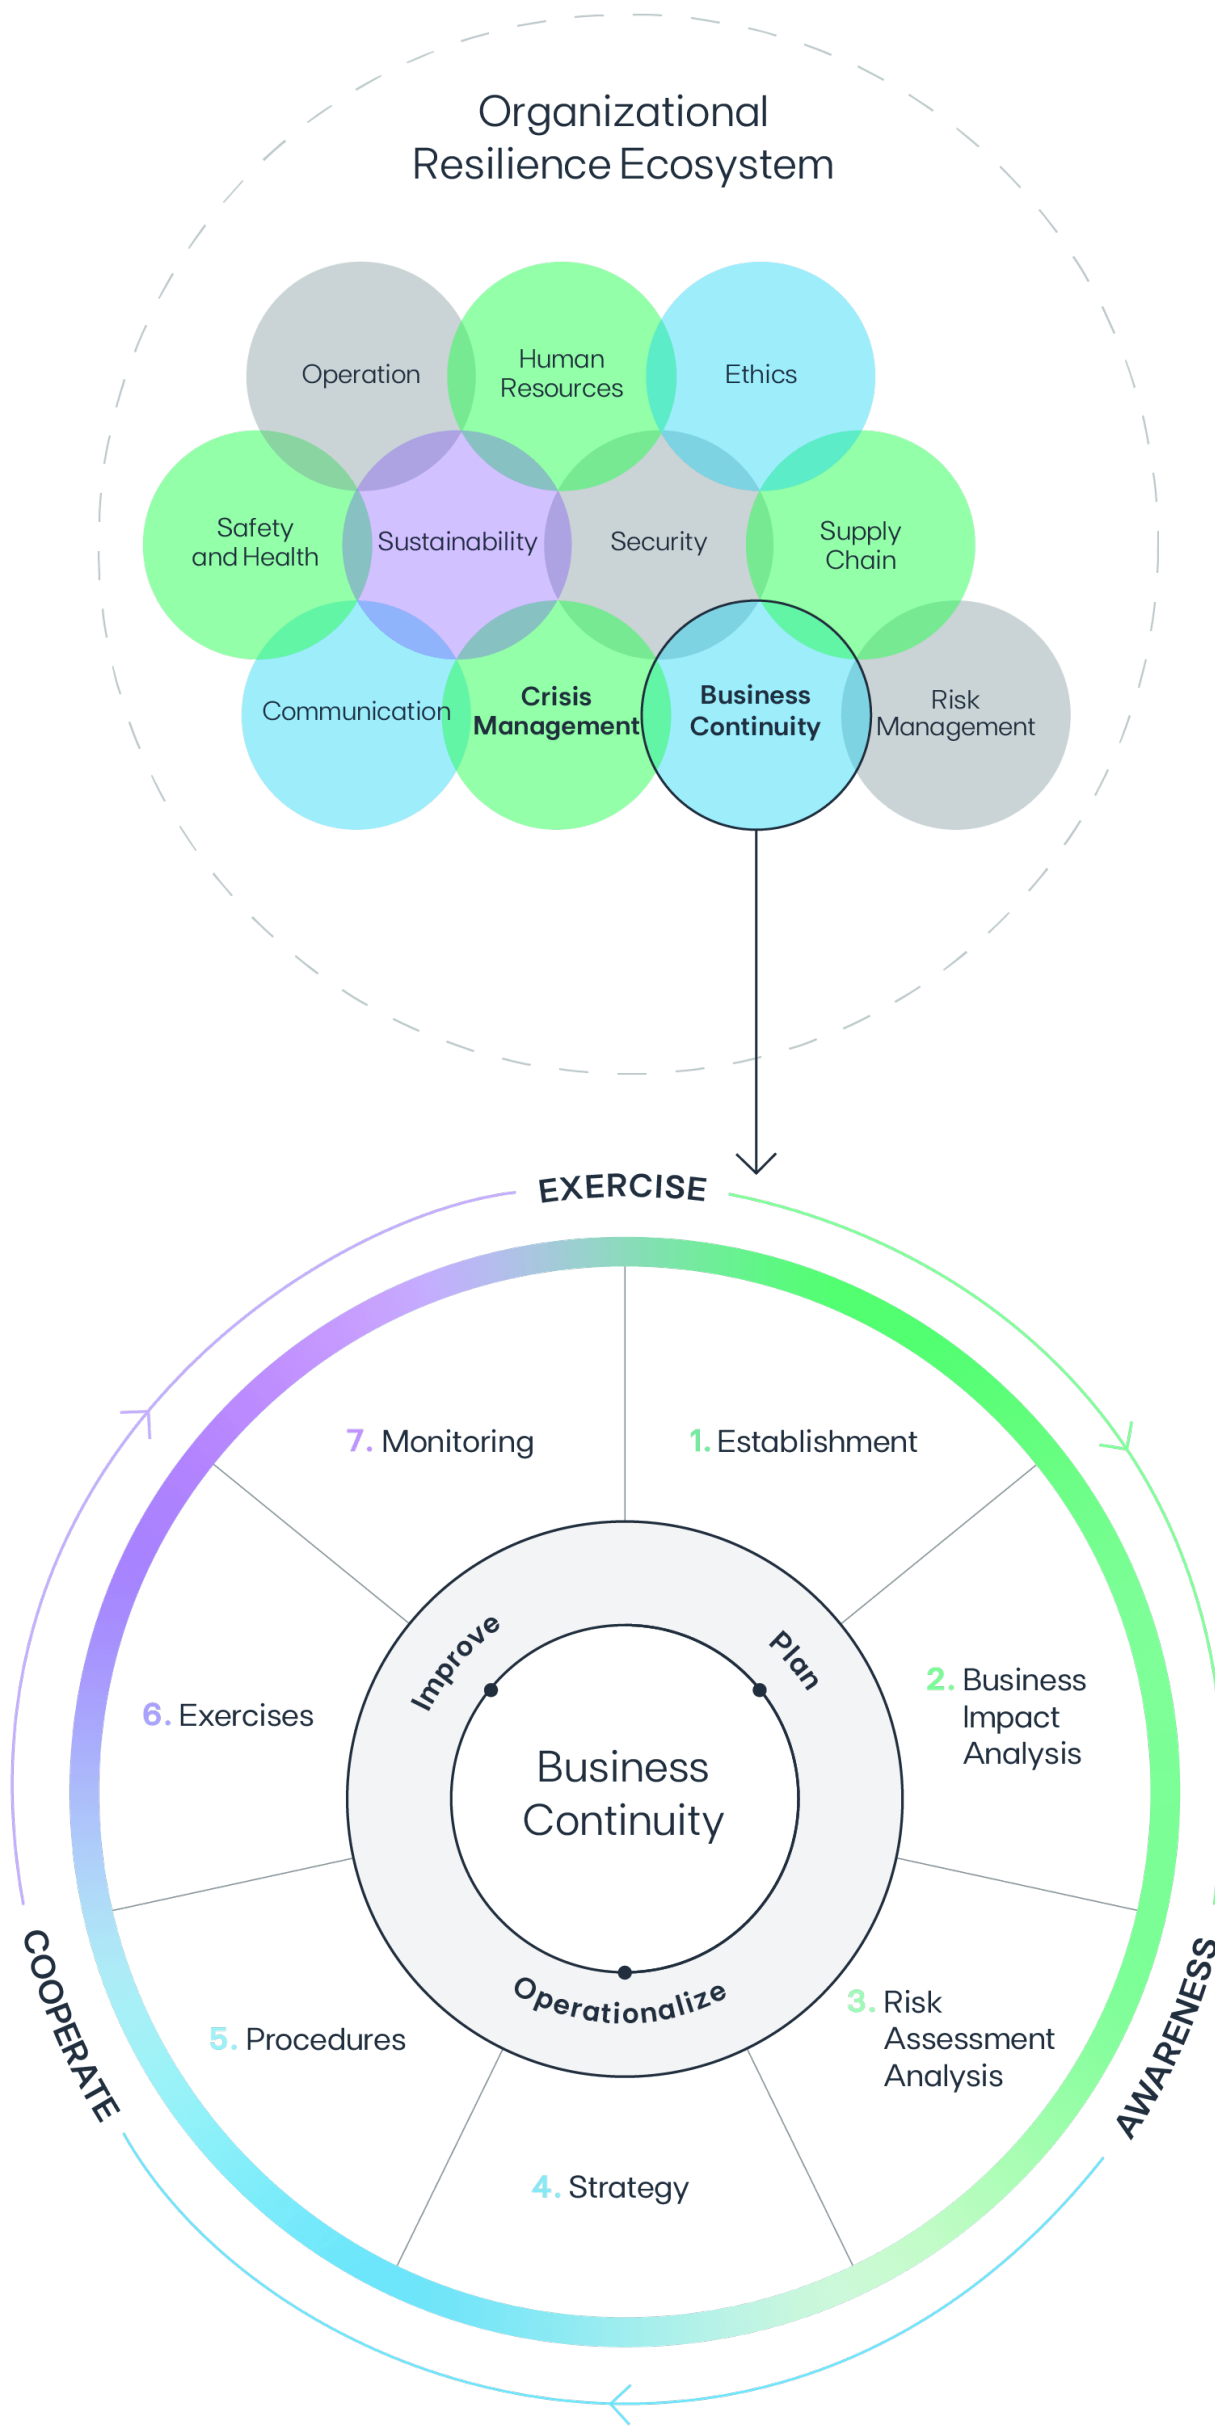 Organizational
Resilience Ecosystem
Operation
Human
Resources
Ethics
Safety
and Health
Sustainability
Security
Supply
Chain
Communication
Crisis
Management
Business
Continuity
Risk
Management
EXERCISE
7. Monitoring
1. Establishment
Improve
Plan
2. Business
Impact
Analysis
6. Exercises
Business
Continuity
COOPERATE
AWARENESS
Operationalize
3. Risk
Assessment
Analysis
5. Procedures
4. Strategy